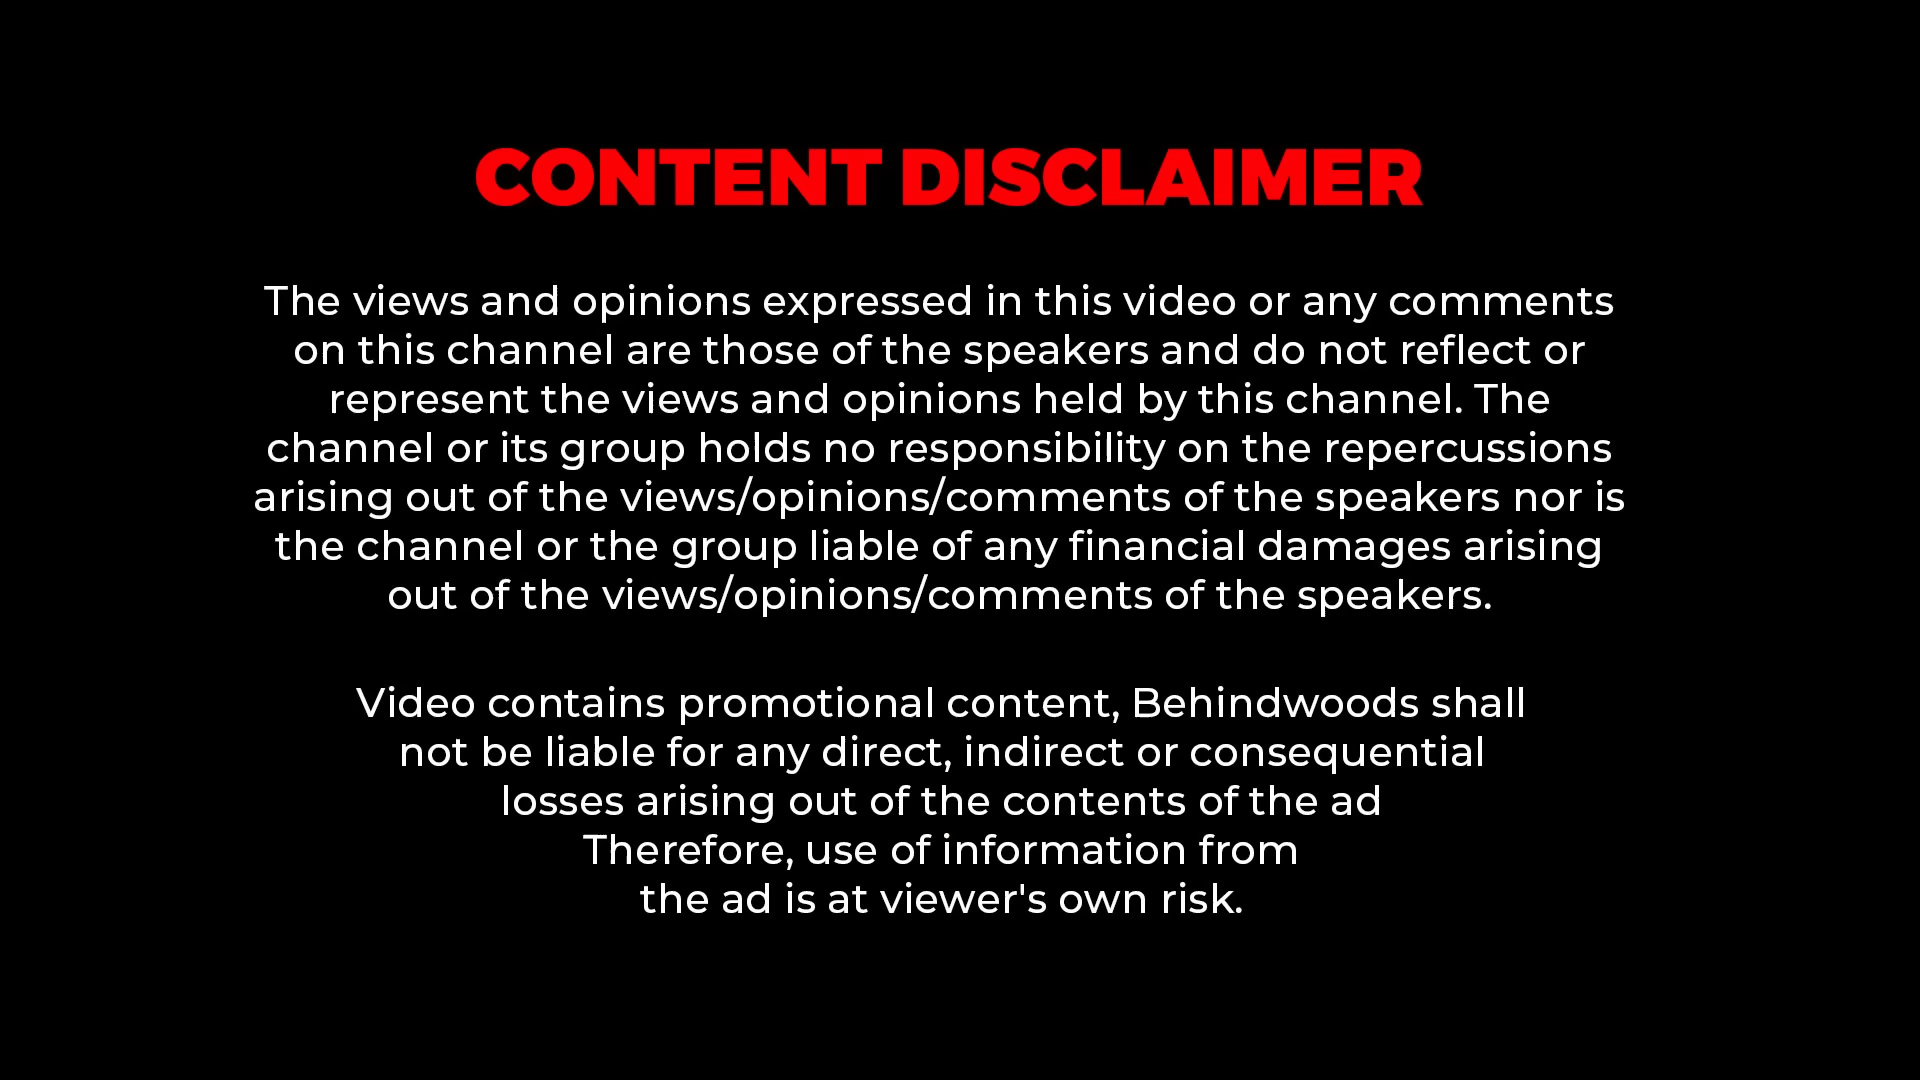 CONTENT DISCLAIMER
The views and opinions expressed in this video or any comments
on this channel are those of the speakers and do not reflect or
represent the views and opinions held by this channel. The
channel or its group holds no responsibility on the repercussions
arising out of the views/opinions/comments of the speakers nor is
the channel or the group liable of any financial damages arising
out of the views/opinions/comments of the speakers.
Video contains promotional content, Behindwoods shall
not be liable for any direct, indirect or consequential
losses arising out of the contents of the ad
Therefore, use of information from
the ad is at viewer's own risk.